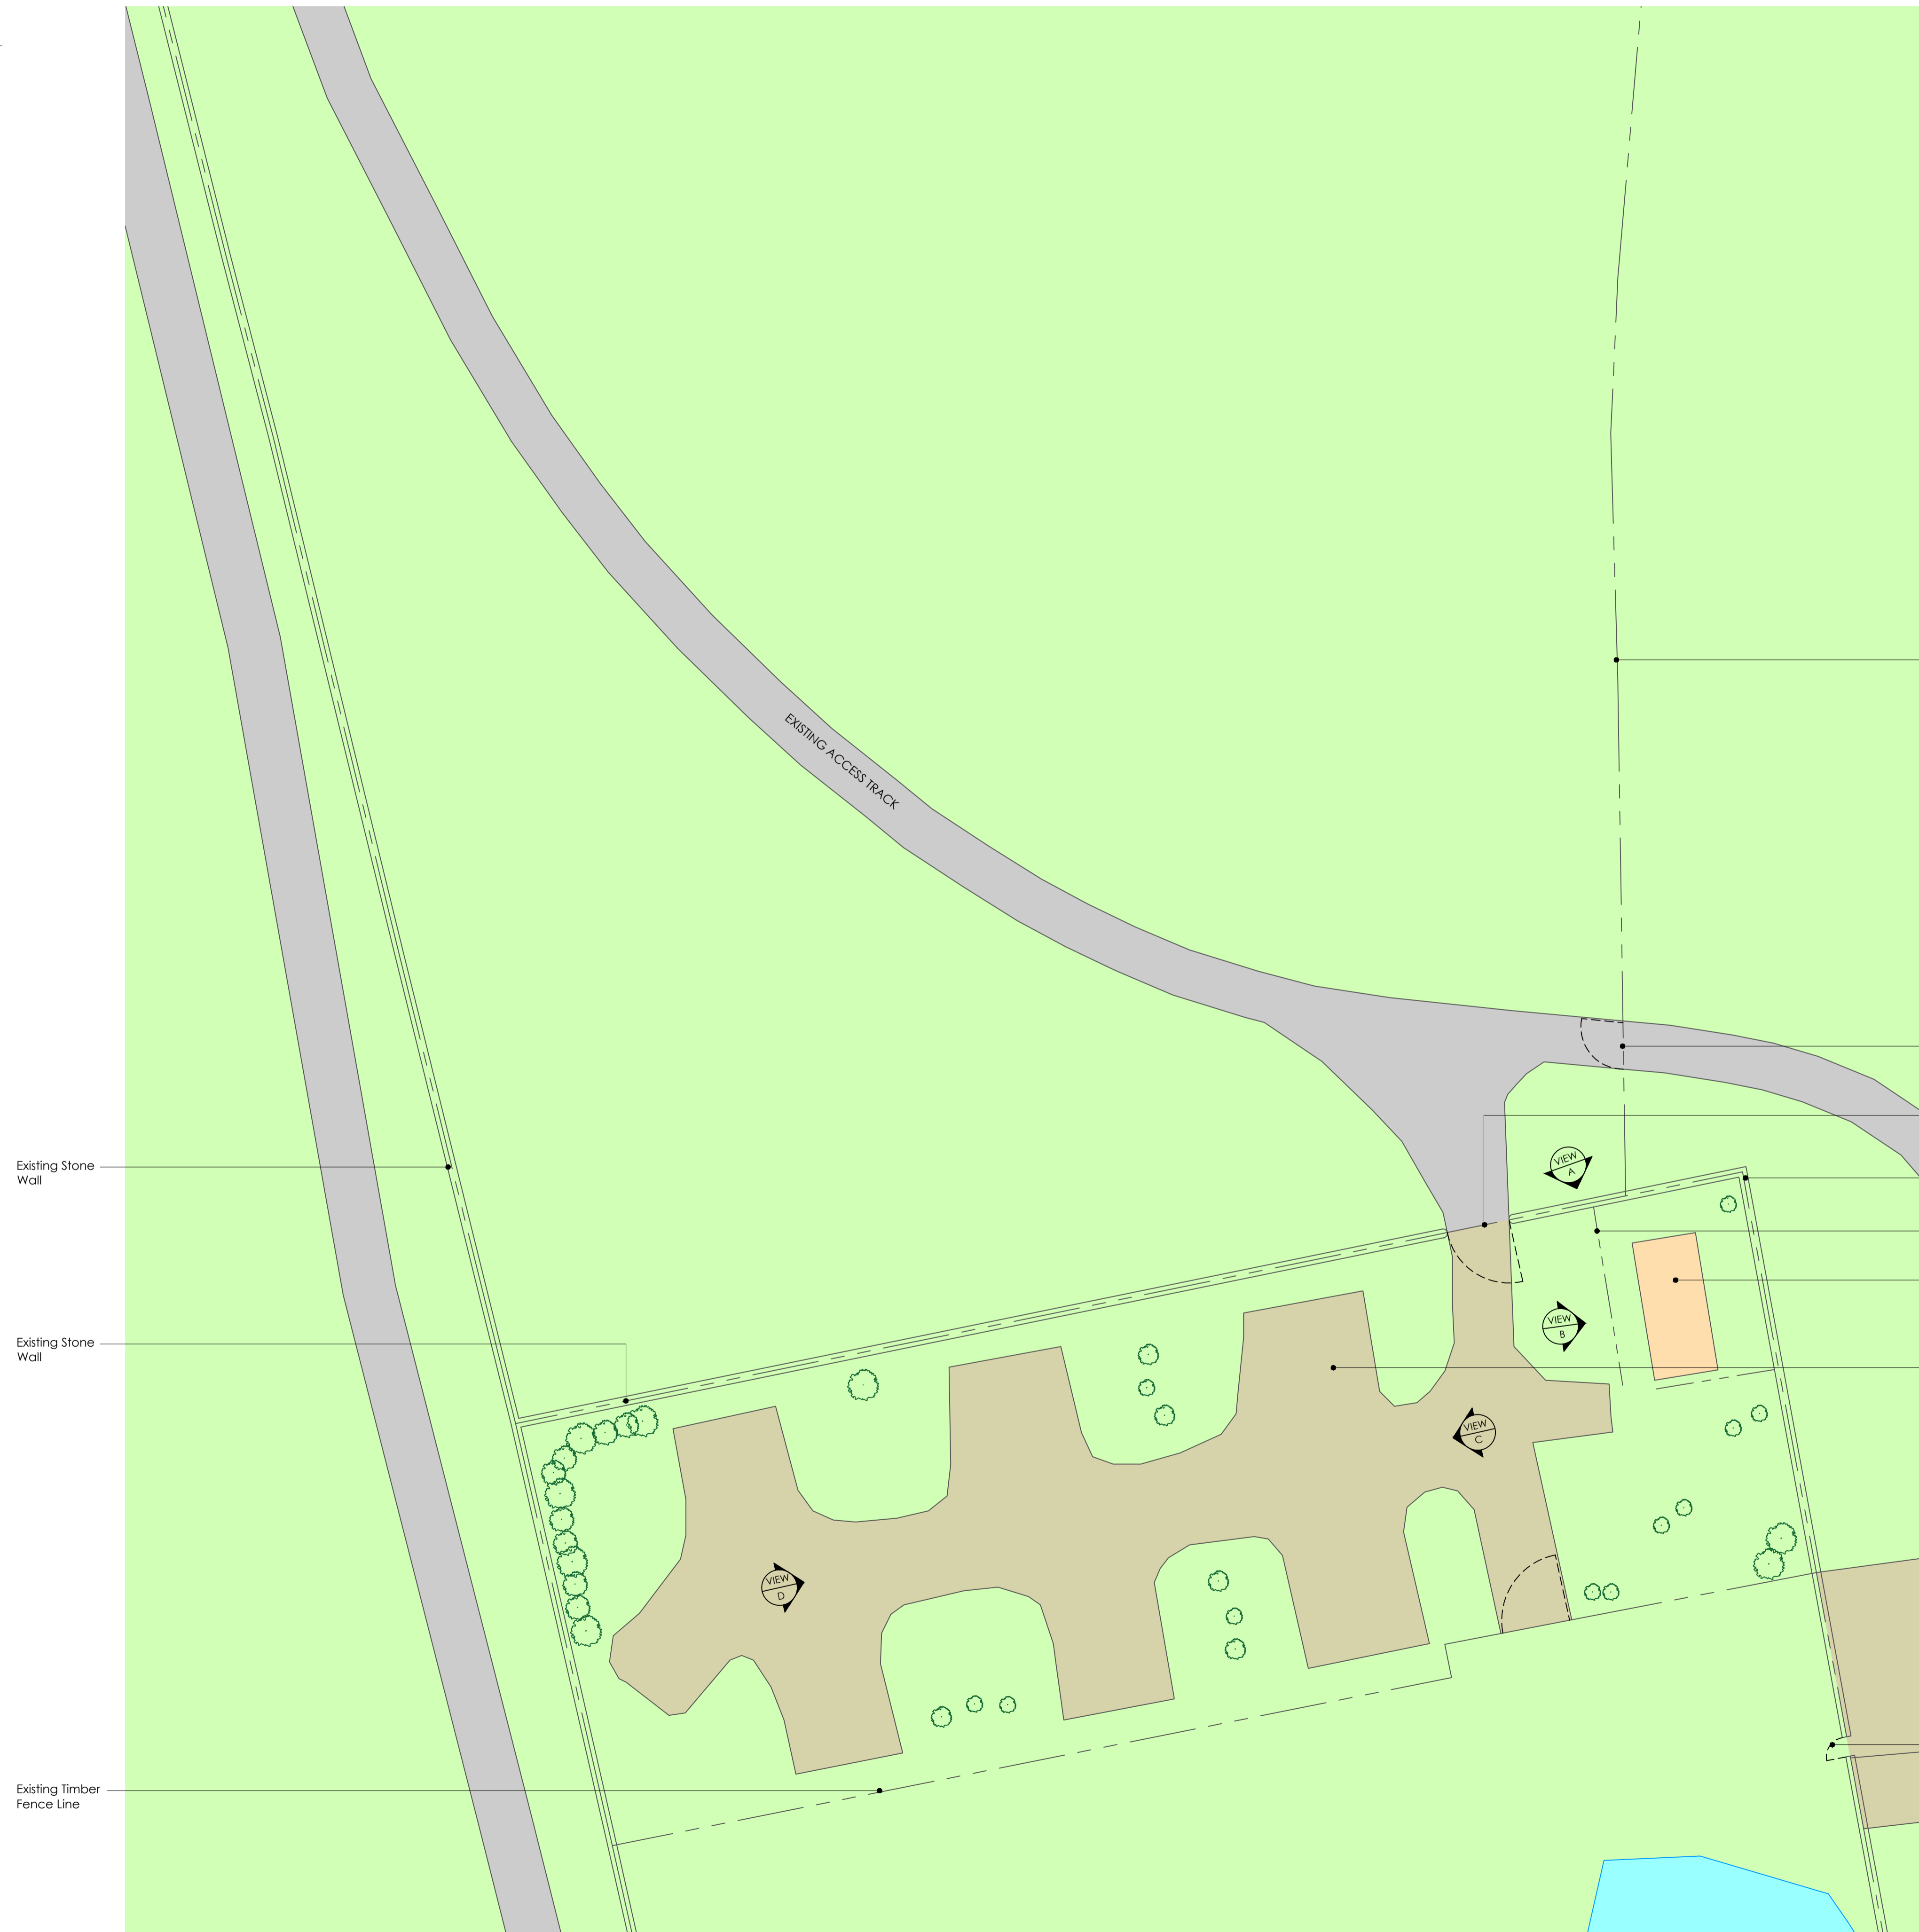 EXISTING ACCESS TRACK
Existing Stone
Wall
VIEW
A
VIEW
B
Existing Stone
Wall
VIEW
C
VIEW
D
Existing Timber
Fence Line